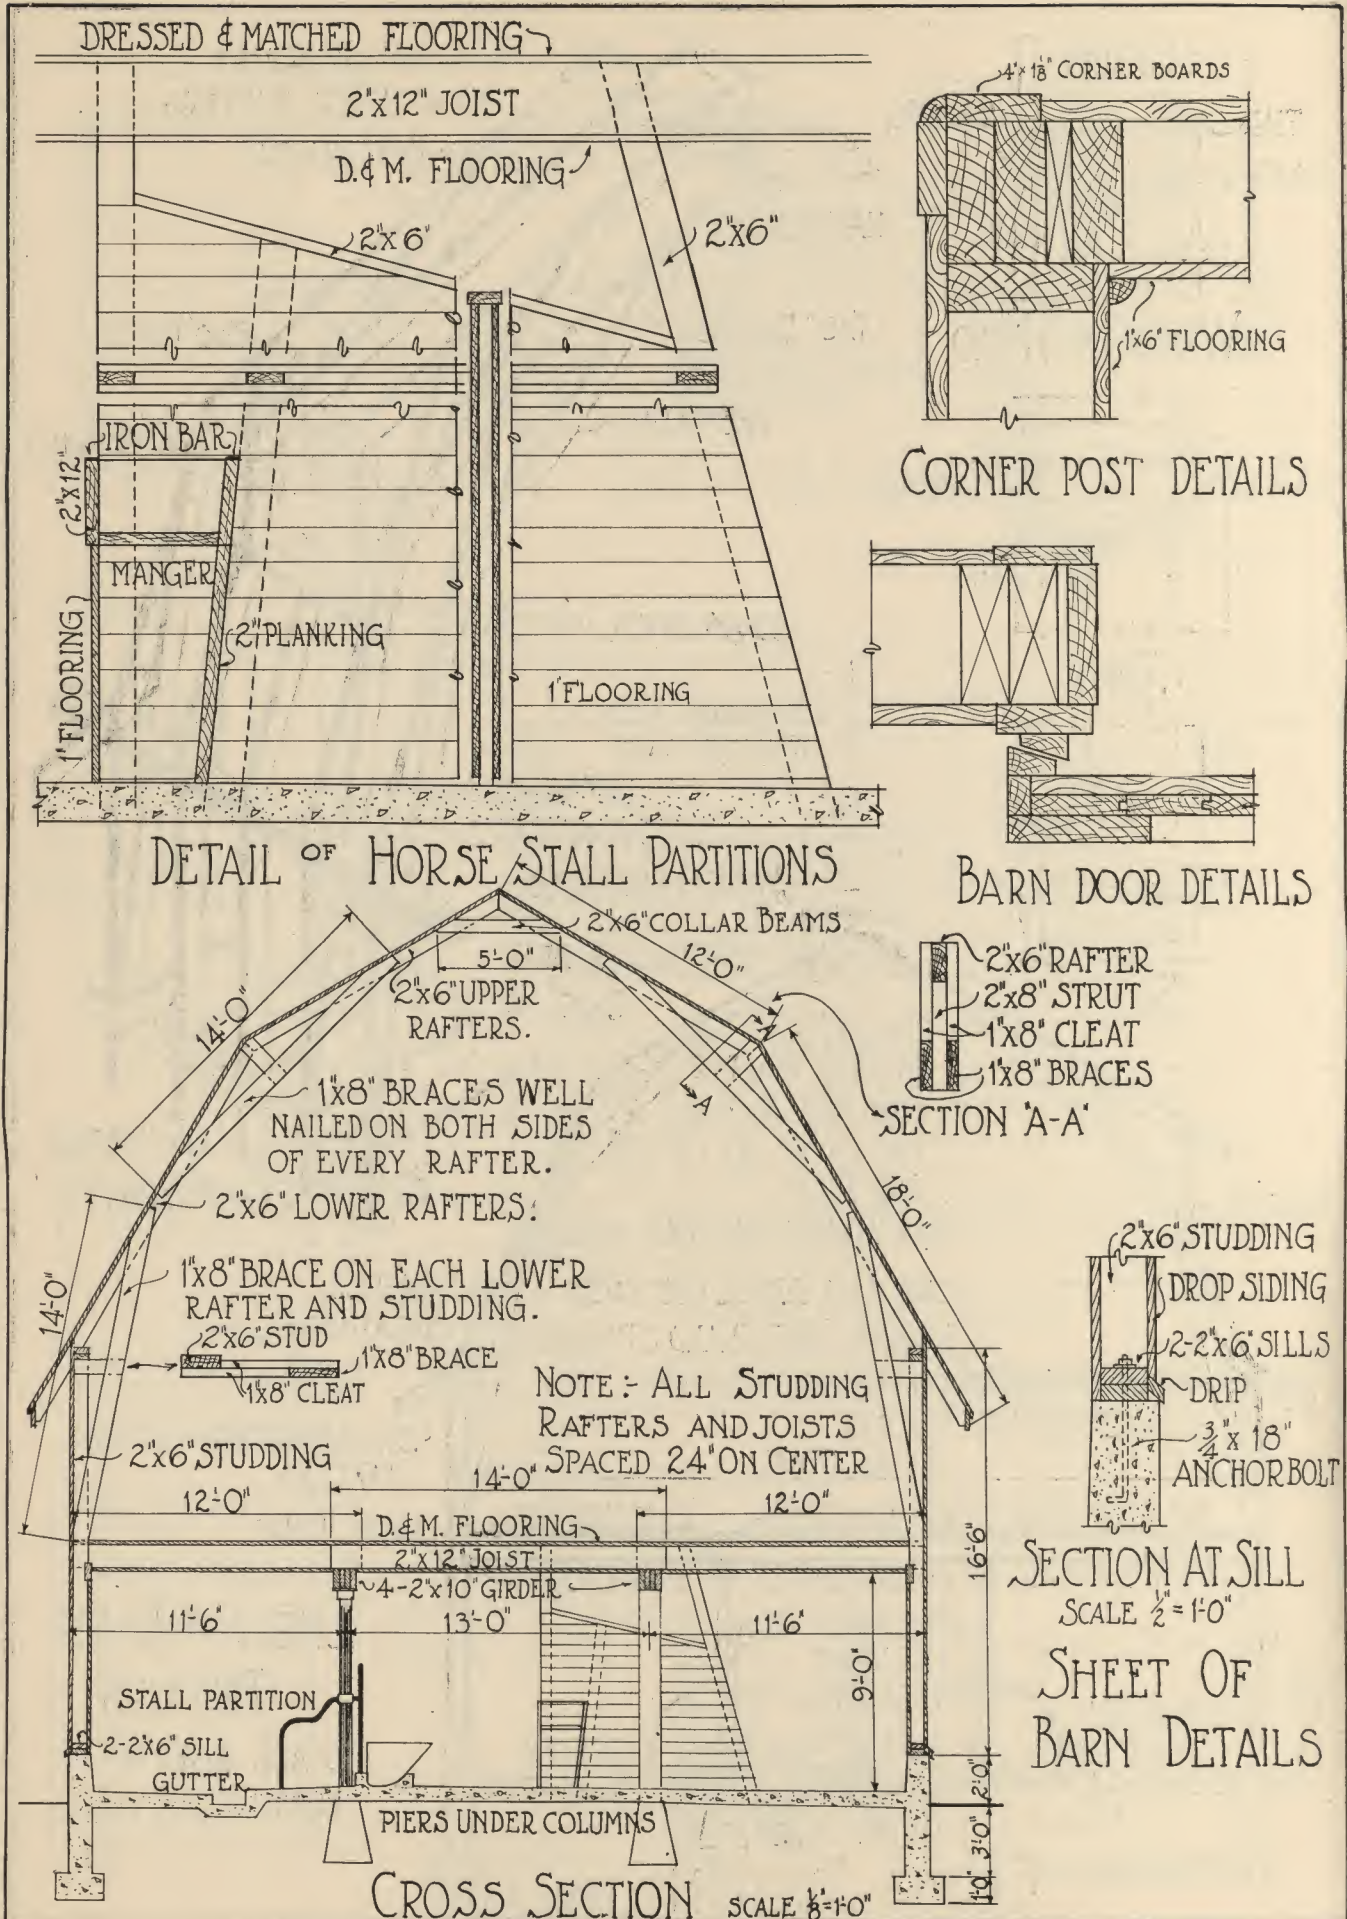 DRESSED & MATCHED FLOORING
2"x12" JOIST
D.& M. FLOORING
2"x6"
2"x6"
IRON BAR
2"x12"
MANGER
1" FLOORING
2" PLANKING
1" FLOORING
DETAIL OF HORSE STALL PARTITIONS
4"x1⅛" CORNER BOARDS
1"x6" FLOORING
CORNER POST DETAILS
BARN DOOR DETAILS
2"x6" COLLAR BEAMS
12'-0"
5'-0"
2"x6" UPPER
RAFTERS.
14'-0"
A
A
1"x8" BRACES WELL
NAILED ON BOTH SIDES
OF EVERY RAFTER.
2"x6" RAFTER
2"x8" STRUT
1"x8" CLEAT
1"x8" BRACES
SECTION "A-A"
18'-0"
2"x6" LOWER RAFTERS.
14'-0"
1"x8" BRACE ON EACH LOWER
RAFTER AND STUDDING.
2"x6" STUD
1"x8" BRACE
1"x8" CLEAT
NOTE:- ALL STUDDING
RAFTERS AND JOISTS
SPACED 24" ON CENTER
2"x6" STUDDING
14'-0"
12'-0"
12'-0"
D.& M. FLOORING
2"x12" JOIST
4-2"x10" GIRDER
11'-6"
13'-0"
11'-6"
9'-0"
16'-6"
STALL PARTITION
2-2"x6" SILL
GUTTER
PIERS UNDER COLUMNS
2'-0"
3'-0"
1'-0"
CROSS SECTION SCALE ⅛"=1'-0"
2"x6" STUDDING
DROP SIDING
2-2"x6" SILLS
DRIP
¾" x 18"
ANCHOR BOLT
SECTION AT SILL
SCALE ½"=1'-0"
SHEET OF
BARN DETAILS